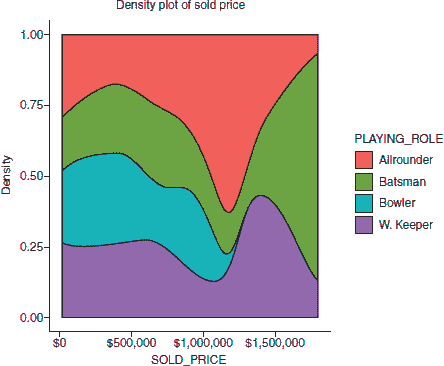 Density plot of sold price
1.00
0.75
0.50
0.25
0.00
Density
$0 $500,000 $1,000,000 $1,500,000
SOLD_PRICE
PLAYING_ROLE
Allrounder
Batsman
Bowler
W. Keeper